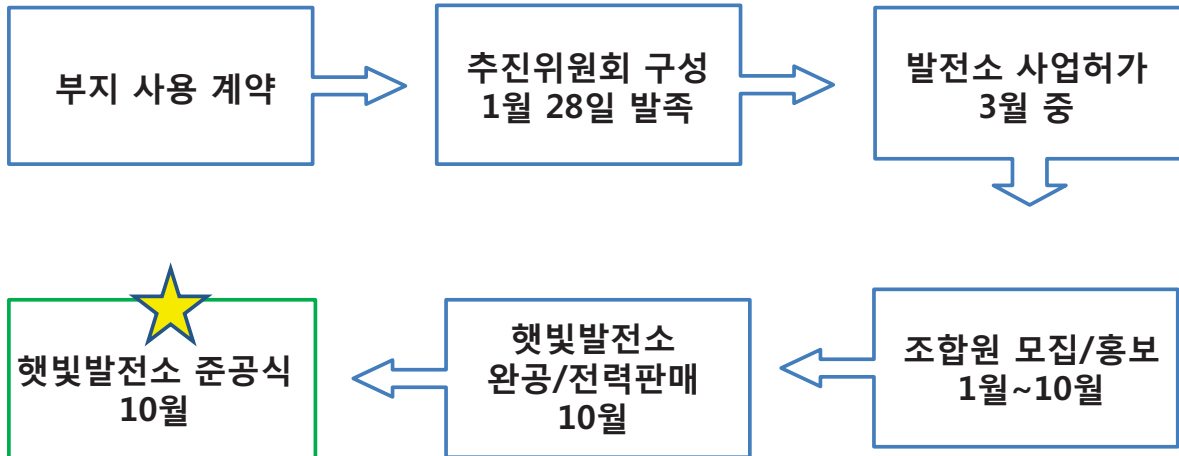 부지 사용 계약
추진위원회 구성
1월 28일 발족
발전소 사업허가
3월 중
조합원 모집/홍보
1월~10월
햇빛발전소
완공/전력판매
10월
햇빛발전소 준공식
10월